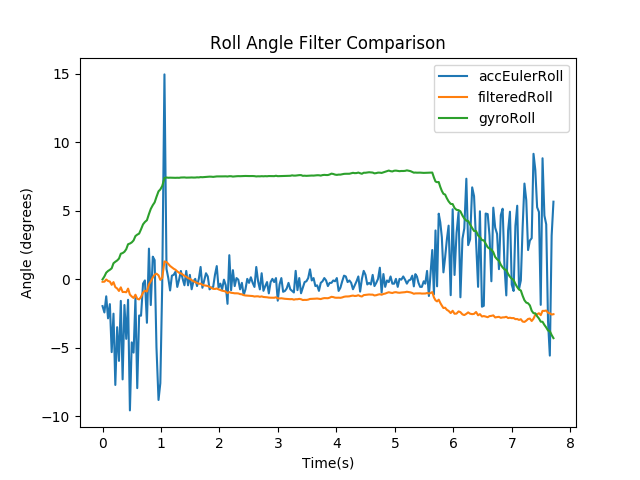 Roll Angle Filter Comparison
accEulerRoll
filteredRoll
gyroRoll
15
10
5
0
−5
−10
Angle (degrees)
0 1 2 3 4 5 6 7 8
Time(s)